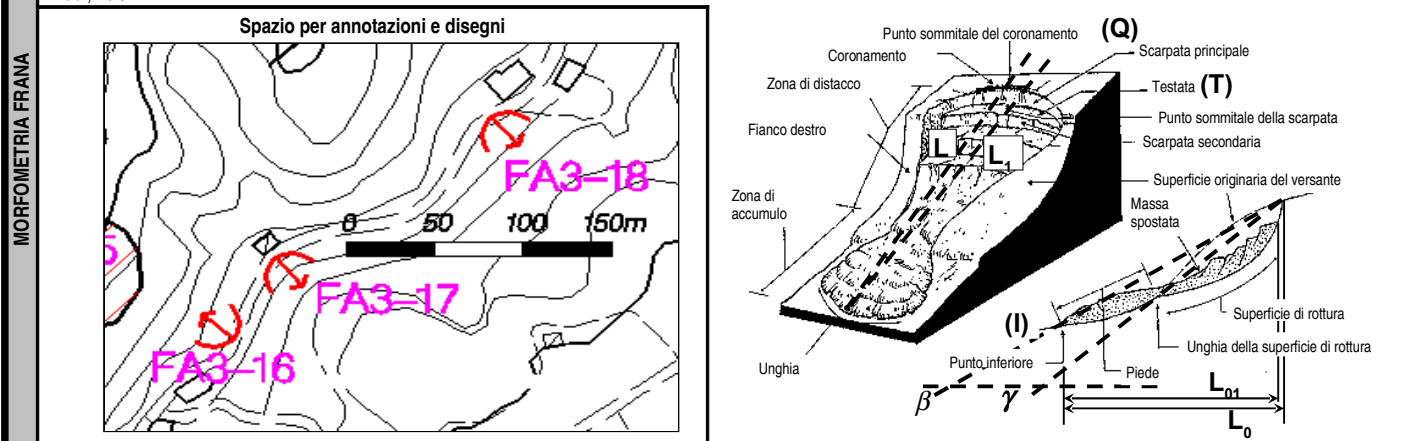 MORFOMETRIA FRANA
Spazio per annotazioni e disegni
FA3-18
0 50 100 150m
5
FA3-17
FA3-16
Punto sommitale del coronamento (Q)
Coronamento
Scarpata principale
Zona di distacco
Testata (T)
Punto sommitale della scarpata
Fianco destro
Scarpata secondaria
L
L1
Superficie originaria del versante
Zona di
accumulo
Massa
spostata
(I)
Superficie di rottura
Unghia della superficie di rottura
Unghia
Punto inferiore
Piede
β
γ
L01
L0